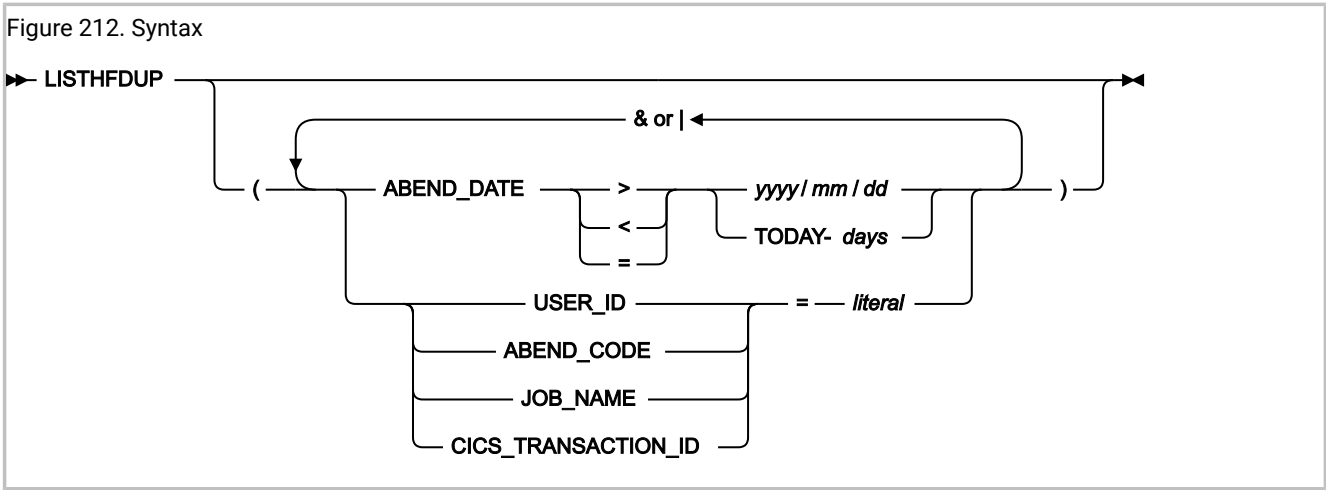 Figure 212. Syntax
LISTHFDUP
& or |
( ABEND_DATE > yyyy / mm / dd )
< TODAY- days
=
USER_ID = literal
ABEND_CODE
JOB_NAME
CICS_TRANSACTION_ID